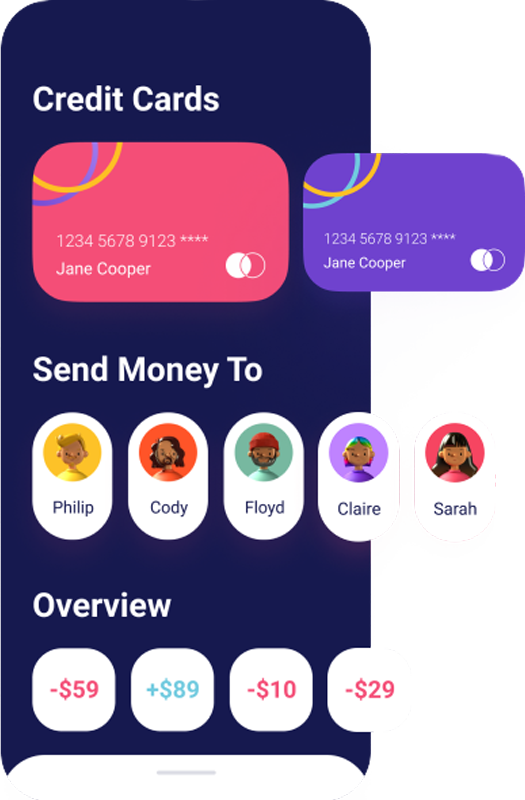 Credit Cards
1234 5678 9123 ****
Jane Cooper
1234 5678 9123 ****
Jane Cooper
Send Money To
Philip
Cody
Floyd
Claire
Sarah
Overview
-$59
+$89
-$10
-$29